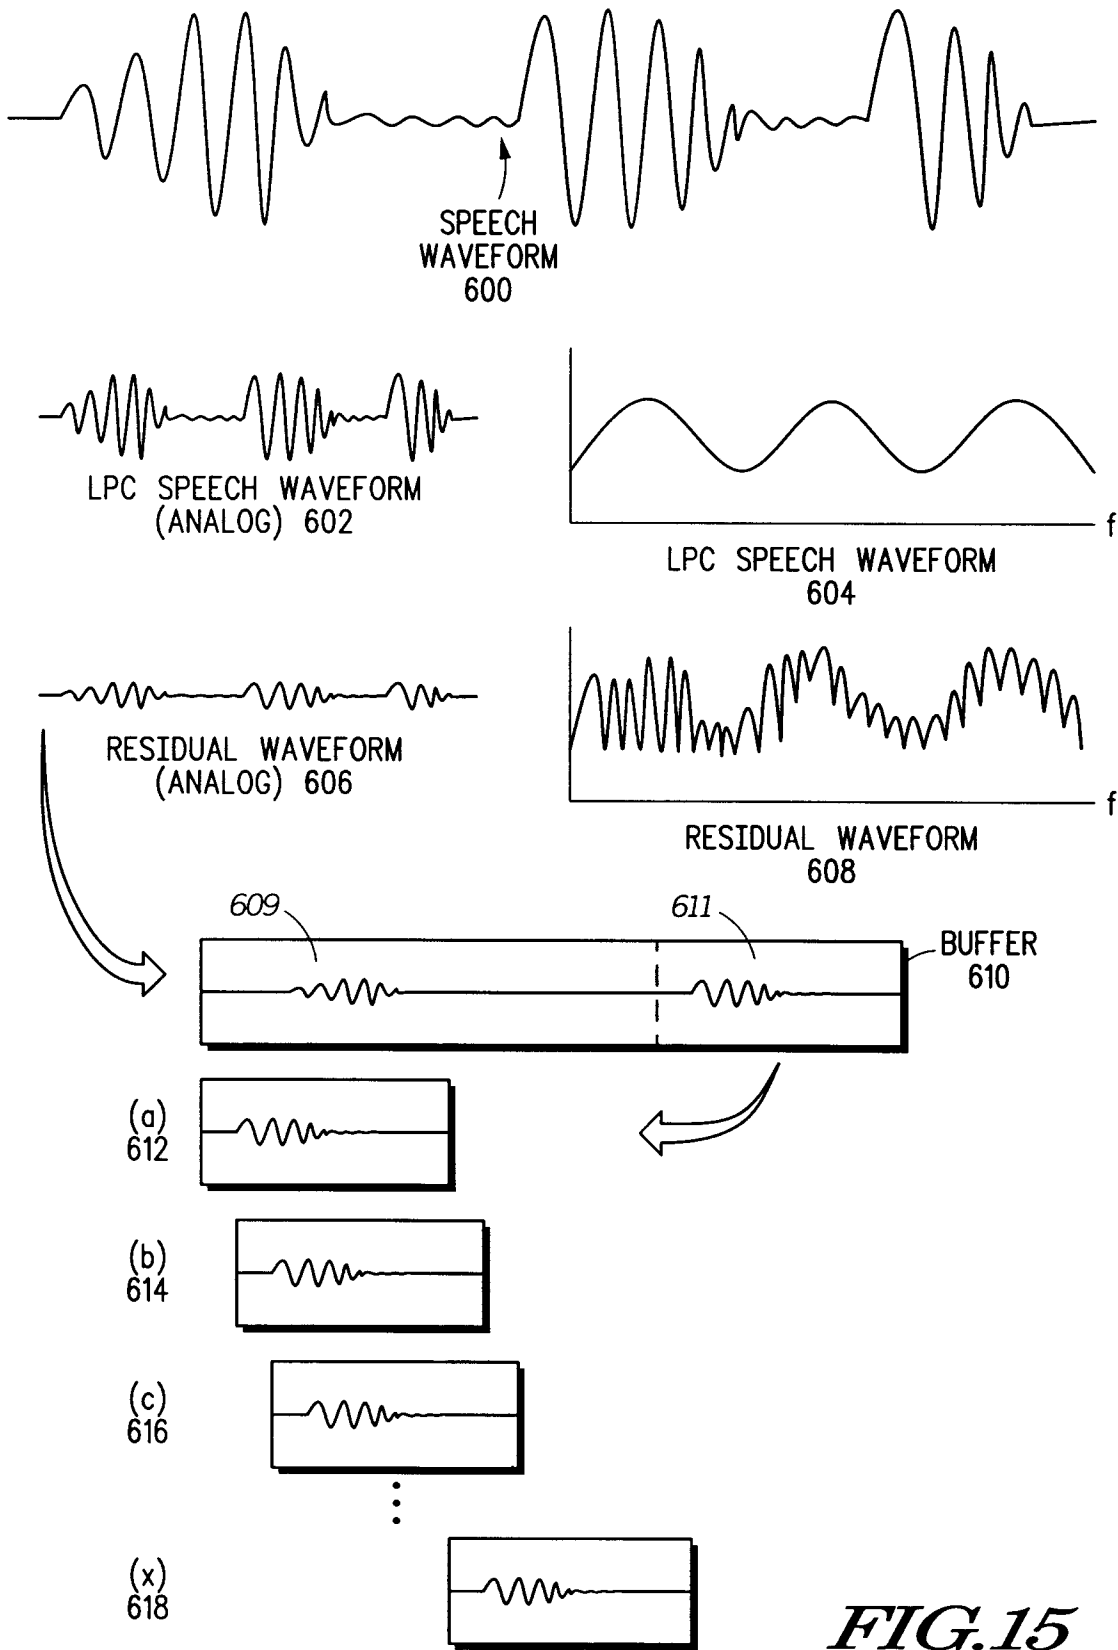 SPEECH
WAVEFORM
600
LPC SPEECH WAVEFORM
(ANALOG) 602
f
LPC SPEECH WAVEFORM
604
RESIDUAL WAVEFORM
(ANALOG) 606
f
RESIDUAL WAVEFORM
608
609
611
BUFFER
610
(a)
612
(b)
614
(c)
616
(x)
618
FIG.15